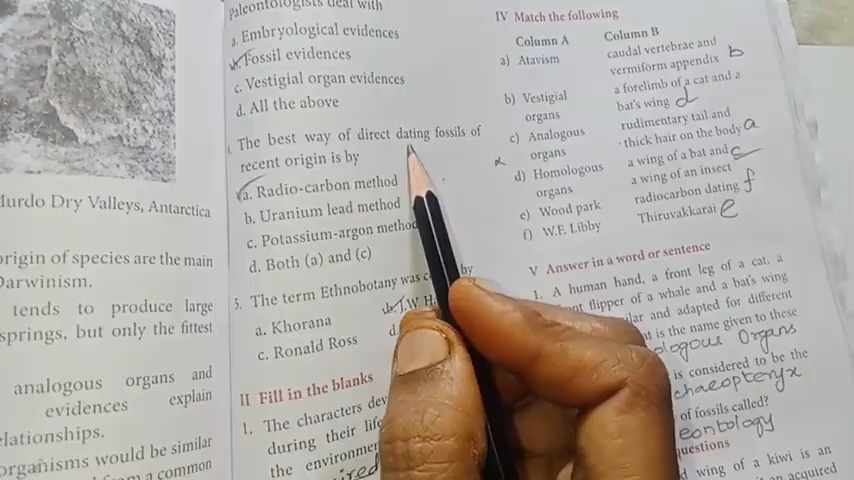 Murdo Dry Valleys, Antarctica
origin of species are the main
Darwinism.
tends to produce large
springs, but only the fittest
analogous organs and
evidences explain
elationships.
organisms would be similar
from a common
Paleontologists deal with
a. Embryological evidences
b. Fossil evidences
c. Vestigial organ evidences
d. All the above
The best way of direct dating fossils of
recent origin is by
a. Radio-carbon method
b. Uranium lead method
c. Potassium-argon method
d. Both (a) and (c)
5. The term Ethnobotany was by
a. Khorana b. J.W.
c. Ronald Ross d.
II Fill in the blanks
1. The characters
during their life
the environment
IV Match the following
Column A Column B
a) Atavism caudal vertebrae and
vermiform appendix b
b) Vestigial a forelimb of a cat and a
organs bat's wing d
c) Analogous rudimentary tail and
organs thick hair on the body a
d) Homologous a wing of a bat and c
organs a wing of an insect
e) Wood park radiocarbon dating f
f) W.F. Libby Thiruvakkarai e
V Answer in a word or sentence
1. A human hand, a front leg of a cat, a
front flipper of a whale and a bat's wing
and adapted for different
is the name given to these
ologous Organs
is considered to be the
chaeopteryx
of fossils called?
eontology
questions
wing of a kiwi is an
an acquired